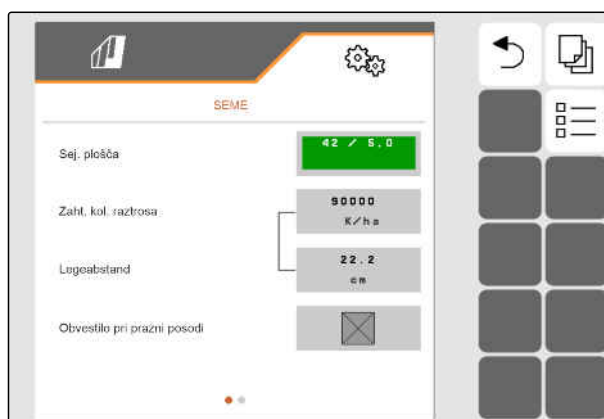 SEME
Sej. plošča
42 / 5,0
Zaht. kol. raztrosa
90000
K/ha
Legeabstand
22.2
cm
Obvestilo pri prazni posodi